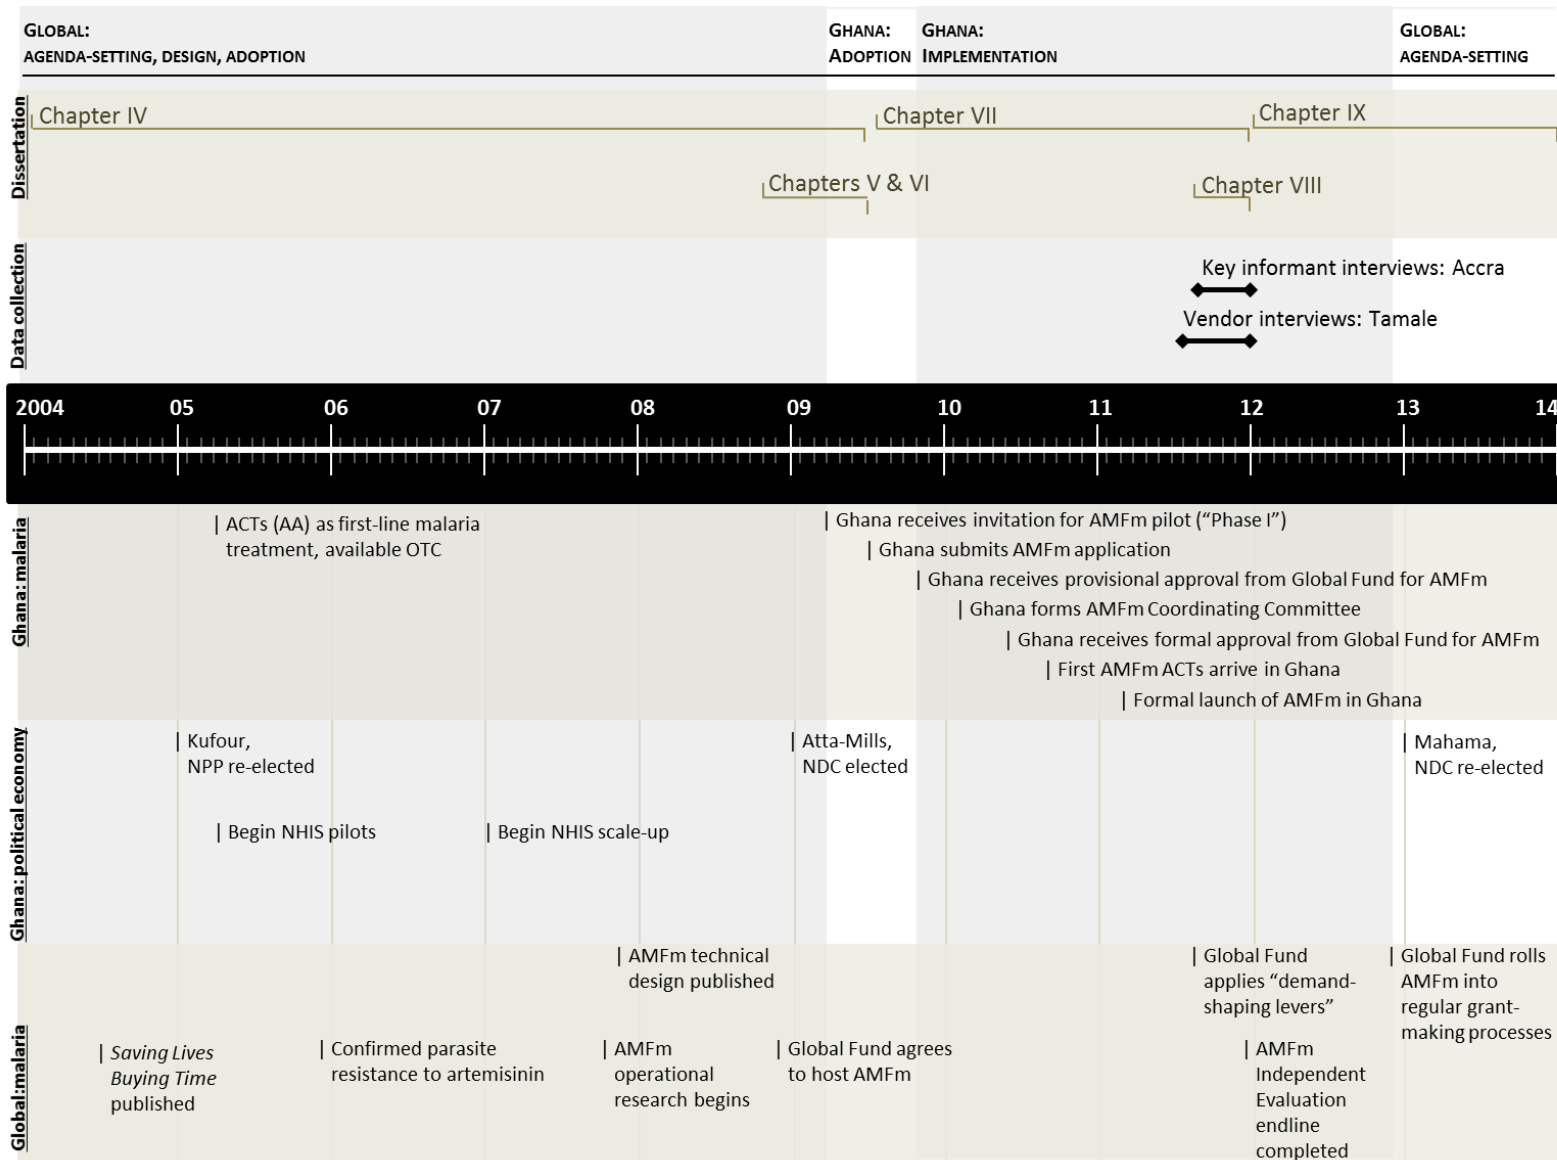 GLOBAL:
AGENDA-SETTING, DESIGN, ADOPTION
GHANA:
ADOPTION
GHANA:
IMPLEMENTATION
GLOBAL:
AGENDA-SETTING
Dissertation
Chapter IV
Chapter VII
Chapter IX
Chapters V & VI
Chapter VIII
Data collection
Key informant interviews: Accra
Vendor interviews: Tamale
2004 05 06 07 08 09 10 11 12 13 14
Ghana: malaria
ACTs (AA) as first-line malaria
treatment, available OTC
Ghana receives invitation for AMFm pilot (“Phase I”)
Ghana submits AMFm application
Ghana receives provisional approval from Global Fund for AMFm
Ghana forms AMFm Coordinating Committee
Ghana receives formal approval from Global Fund for AMFm
First AMFm ACTs arrive in Ghana
Formal launch of AMFm in Ghana
Ghana: political economy
Kufour,
NPP re-elected
Atta-Mills,
NDC elected
Mahama,
NDC re-elected
Begin NHIS pilots
Begin NHIS scale-up
Global:malaria
AMFm technical
design published
Global Fund
applies “demand-
shaping levers”
Global Fund rolls
AMFm into
regular grant-
making processes
Saving Lives
Buying Time
published
Confirmed parasite
resistance to artemisinin
AMFm
operational
research begins
Global Fund agrees
to host AMFm
AMFm
Independent
Evaluation
endline
completed